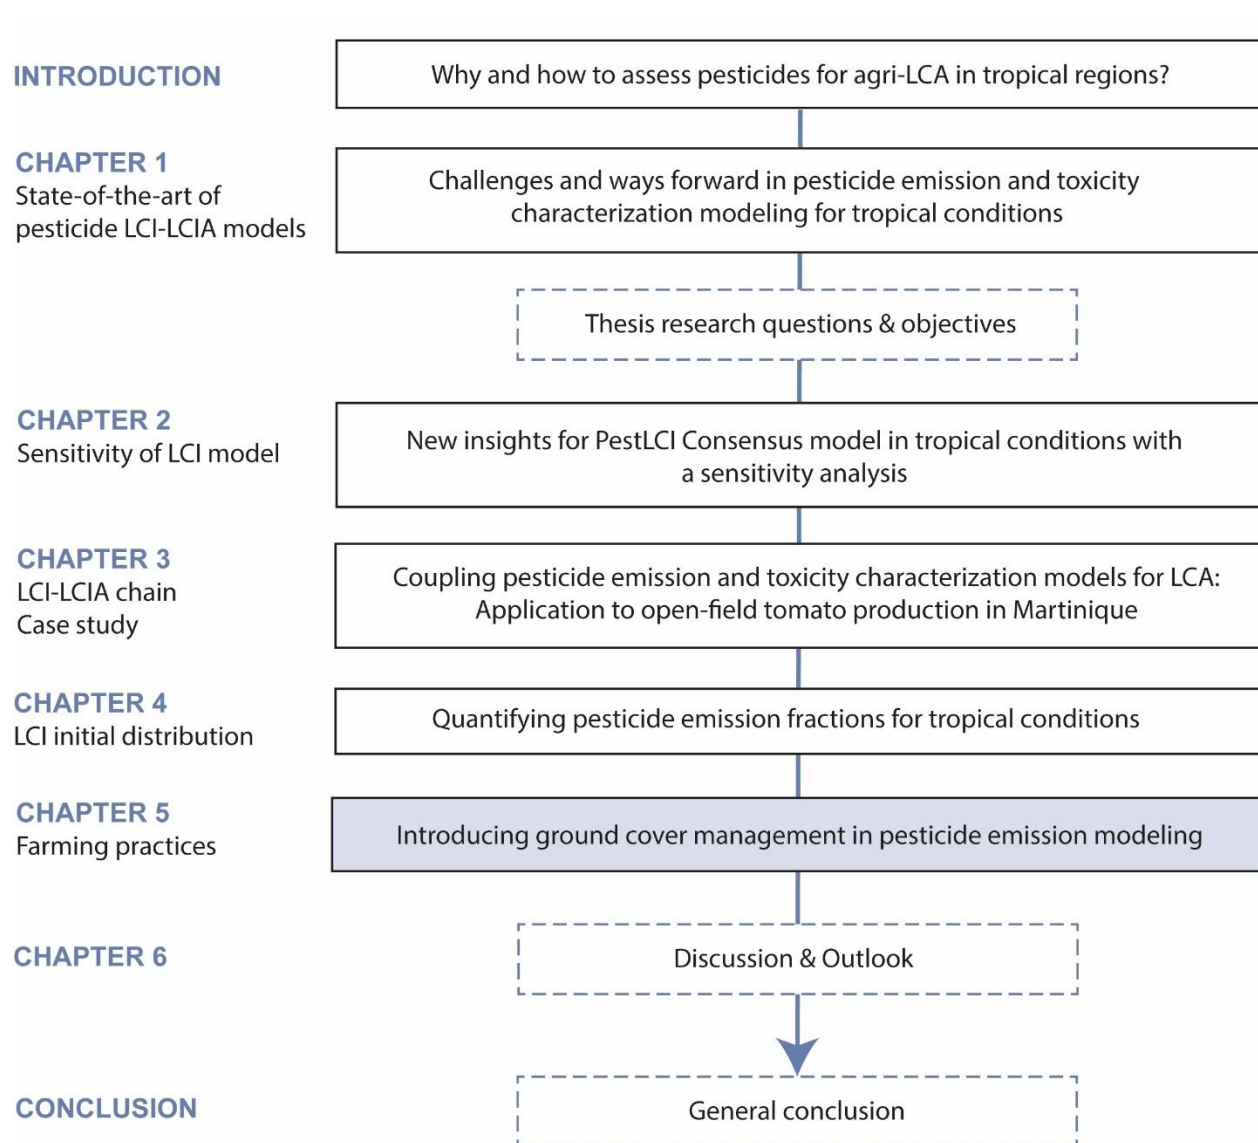 INTRODUCTION
Why and how to assess pesticides for agri-LCA in tropical regions?
CHAPTER 1
State-of-the-art of
pesticide LCI-LCIA models
Challenges and ways forward in pesticide emission and toxicity
characterization modeling for tropical conditions
Thesis research questions & objectives
CHAPTER 2
Sensitivity of LCI model
New insights for PestLCI Consensus model in tropical conditions with
a sensitivity analysis
CHAPTER 3
LCI-LCIA chain
Case study
Coupling pesticide emission and toxicity characterization models for LCA:
Application to open-field tomato production in Martinique
CHAPTER 4
LCI initial distribution
Quantifying pesticide emission fractions for tropical conditions
CHAPTER 5
Farming practices
Introducing ground cover management in pesticide emission modeling
CHAPTER 6
Discussion & Outlook
CONCLUSION
General conclusion